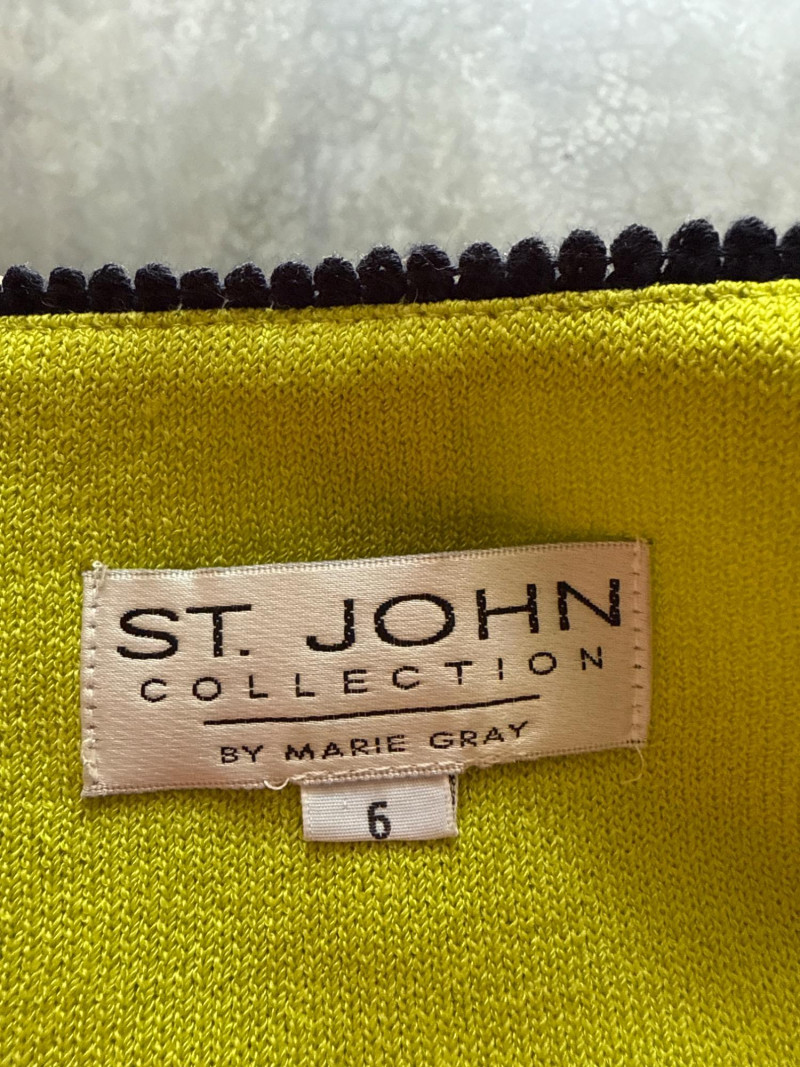 ST. JOHN
COLLECTION
BY MARIE GRAY
6